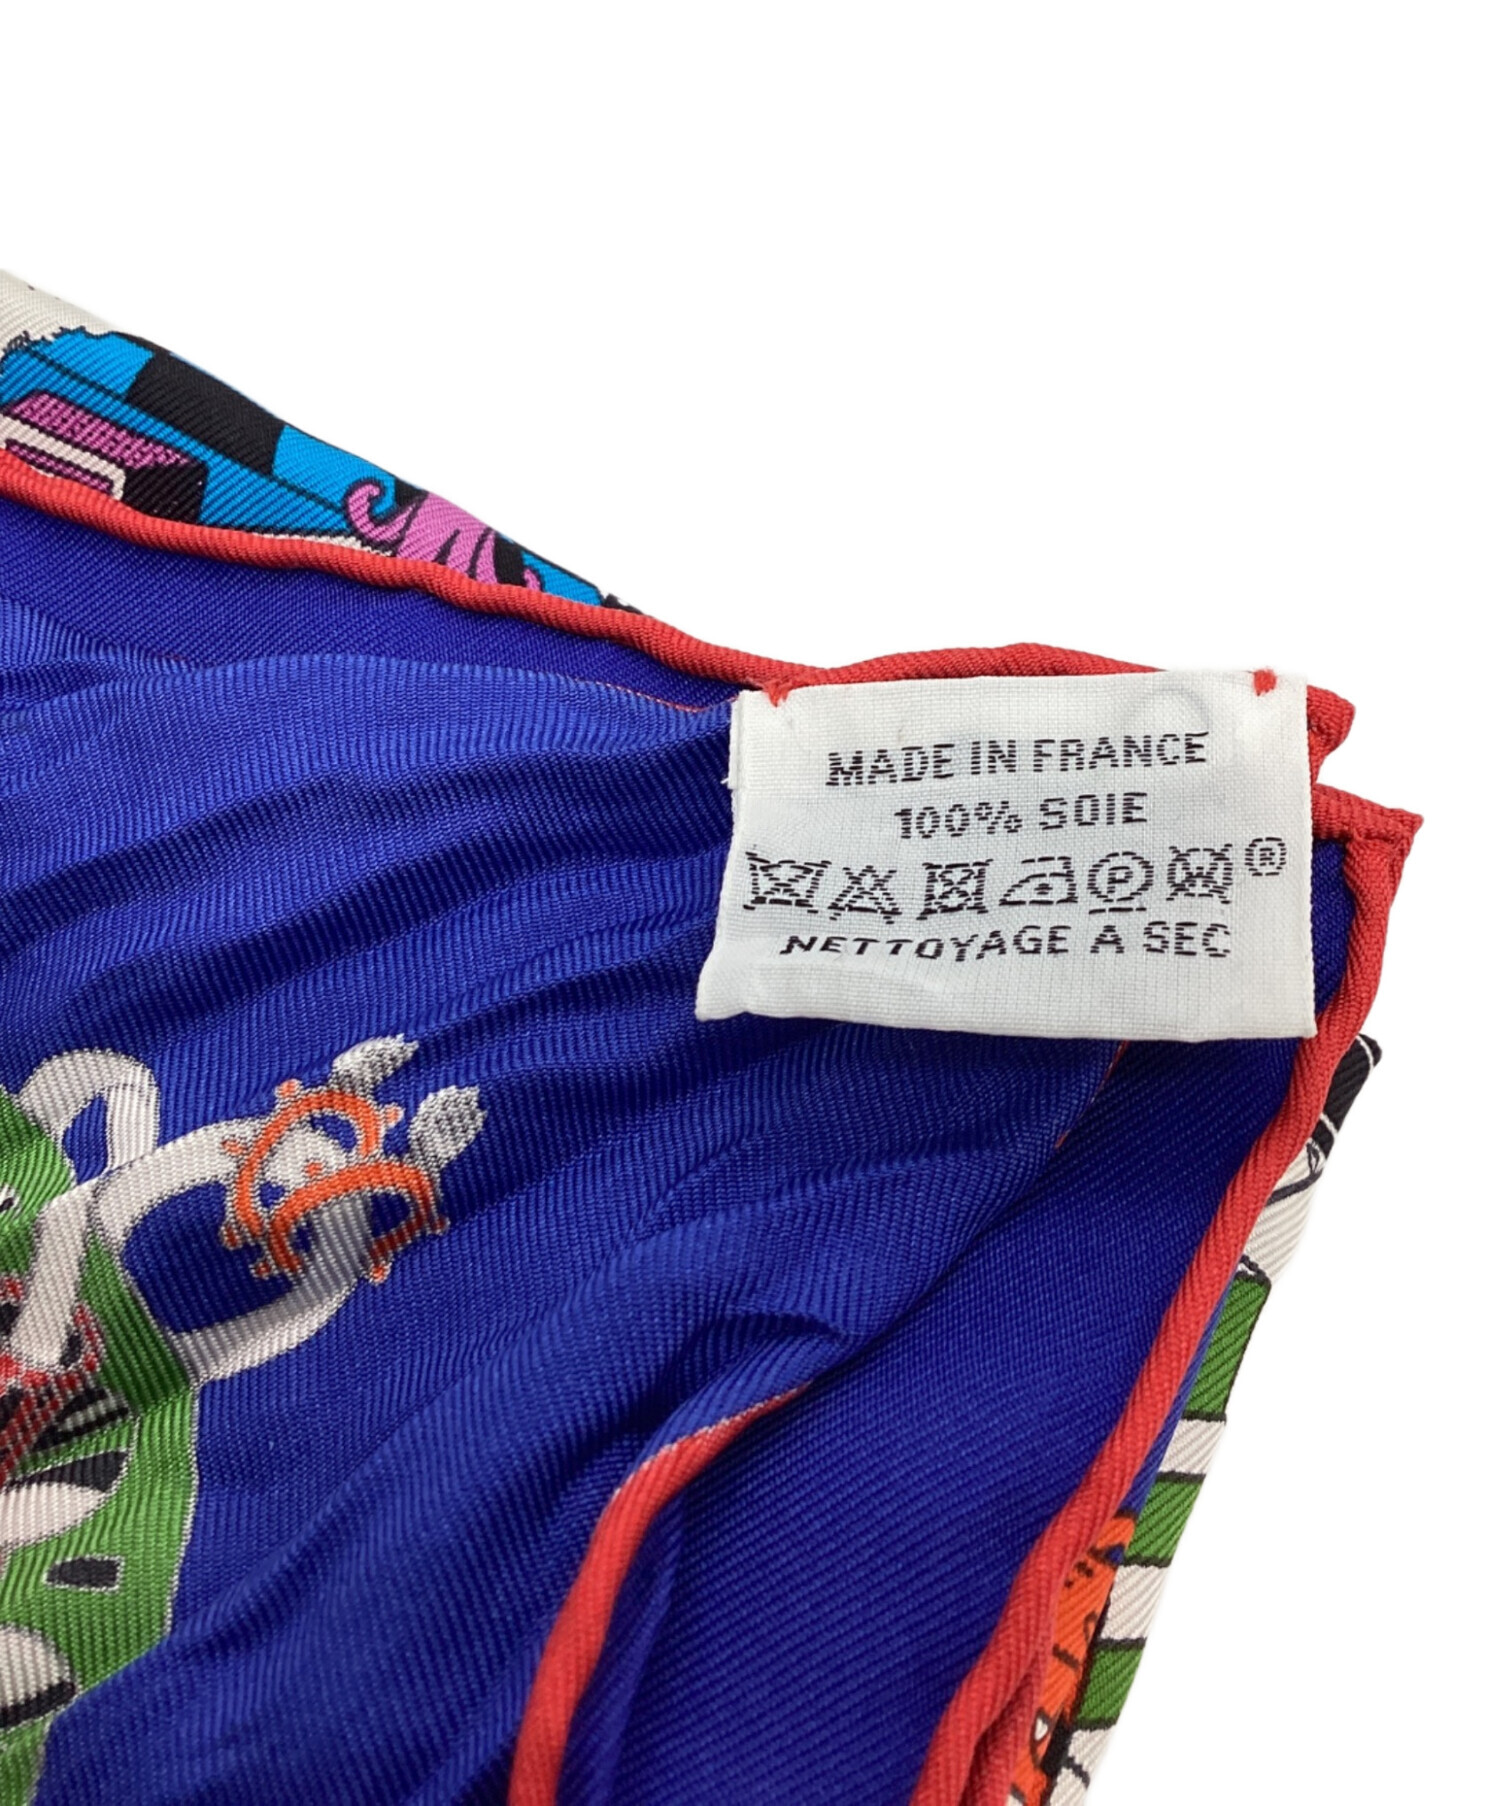 MADE IN FRANCE
100% SOIE
P W ®
NETTOYAGE A SEC